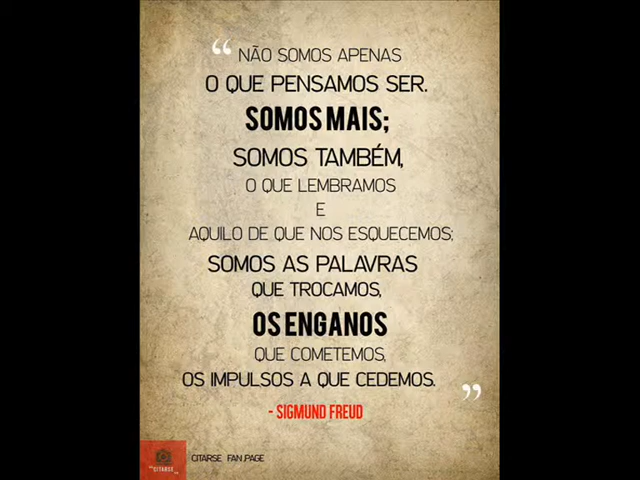 “ NÃO SOMOS APENAS
O QUE PENSAMOS SER.
SOMOS MAIS;
SOMOS TAMBÉM,
O QUE LEMBRAMOS
E
AQUILO DE QUE NOS ESQUECEMOS;
SOMOS AS PALAVRAS
QUE TROCAMOS,
OS ENGANOS
QUE COMETEMOS,
OS IMPULSOS A QUE CEDEMOS. ”
- SIGMUND FREUD
CITARSE
CITARSE FAN.PAGE